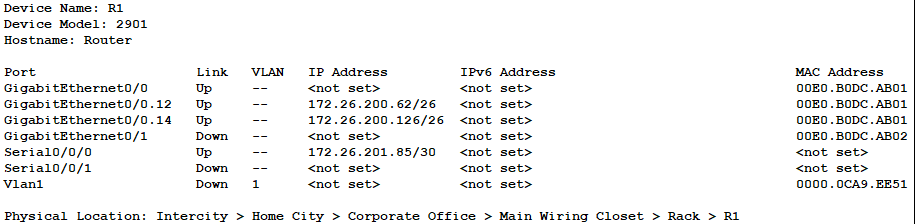 Device Name: R1
Device Model: 2901
Hostname: Router
Port Link VLAN IP Address IPv6 Address MAC Address
GigabitEthernet0/0 Up -- <not set> <not set> 00E0.B0DC.AB01
GigabitEthernet0/0.12 Up -- 172.26.200.62/26 <not set> 00E0.B0DC.AB01
GigabitEthernet0/0.14 Up -- 172.26.200.126/26 <not set> 00E0.B0DC.AB01
GigabitEthernet0/1 Down -- <not set> <not set> 00E0.B0DC.AB02
Serial0/0/0 Up -- 172.26.201.85/30 <not set> <not set>
Serial0/0/1 Down -- <not set> <not set> <not set>
Vlan1 Down 1 <not set> <not set> 0000.0CA9.EE51
Physical Location: Intercity > Home City > Corporate Office > Main Wiring Closet > Rack > R1